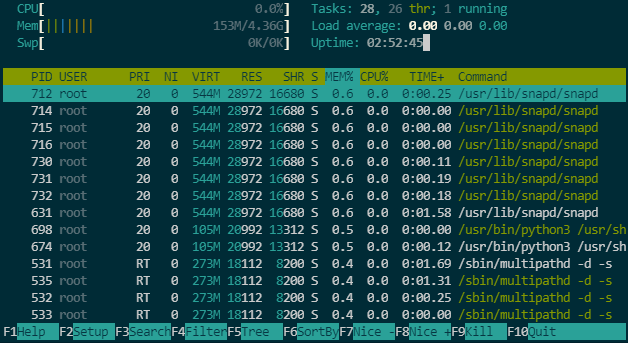 CPU[ 0.0%] Tasks: 28, 26 thr; 1 running
Mem[||||||| 153M/4.36G] Load average: 0.00 0.00 0.00
Swp[ 0K/0K] Uptime: 02:52:45
PID USER PRI NI VIRT RES SHR S MEM% CPU% TIME+ Command
712 root 20 0 544M 28972 16680 S 0.6 0.0 0:00.25 /usr/lib/snapd/snapd
714 root 20 0 544M 28972 16680 S 0.6 0.0 0:00.00 /usr/lib/snapd/snapd
715 root 20 0 544M 28972 16680 S 0.6 0.0 0:00.00 /usr/lib/snapd/snapd
716 root 20 0 544M 28972 16680 S 0.6 0.0 0:00.00 /usr/lib/snapd/snapd
730 root 20 0 544M 28972 16680 S 0.6 0.0 0:00.11 /usr/lib/snapd/snapd
731 root 20 0 544M 28972 16680 S 0.6 0.0 0:00.19 /usr/lib/snapd/snapd
732 root 20 0 544M 28972 16680 S 0.6 0.0 0:00.18 /usr/lib/snapd/snapd
631 root 20 0 544M 28972 16680 S 0.6 0.0 0:01.58 /usr/lib/snapd/snapd
698 root 20 0 105M 20992 13312 S 0.5 0.0 0:00.00 /usr/bin/python3 /usr/sh
674 root 20 0 105M 20992 13312 S 0.5 0.0 0:00.12 /usr/bin/python3 /usr/sh
531 root RT 0 273M 18112 8200 S 0.4 0.0 0:01.69 /sbin/multipathd -d -s
535 root RT 0 273M 18112 8200 S 0.4 0.0 0:01.31 /sbin/multipathd -d -s
532 root RT 0 273M 18112 8200 S 0.4 0.0 0:00.25 /sbin/multipathd -d -s
533 root RT 0 273M 18112 8200 S 0.4 0.0 0:00.00 /sbin/multipathd -d -s
F1Help F2Setup F3SearchF4FilterF5Tree F6SortByF7Nice -F8Nice +F9Kill F10Quit